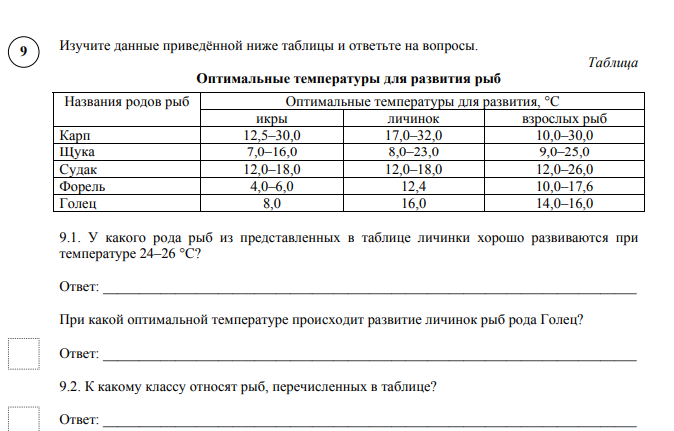 9
Изучите данные приведённой ниже таблицы и ответьте на вопросы.
Таблица
Оптимальные температуры для развития рыб
Названия родов рыб Оптимальные температуры для развития, °C
икры личинок взрослых рыб
Карп 12,5–30,0 17,0–32,0 10,0–30,0
Щука 7,0–16,0 8,0–23,0 9,0–25,0
Судак 12,0–18,0 12,0–18,0 12,0–26,0
Форель 4,0–6,0 12,4 10,0–17,6
Голец 8,0 16,0 14,0–16,0
9.1. У какого рода рыб из представленных в таблице личинки хорошо развиваются при
температуре 24–26 °C?
Ответ:
При какой оптимальной температуре происходит развитие личинок рыб рода Голец?
Ответ:
9.2. К какому классу относят рыб, перечисленных в таблице?
Ответ: